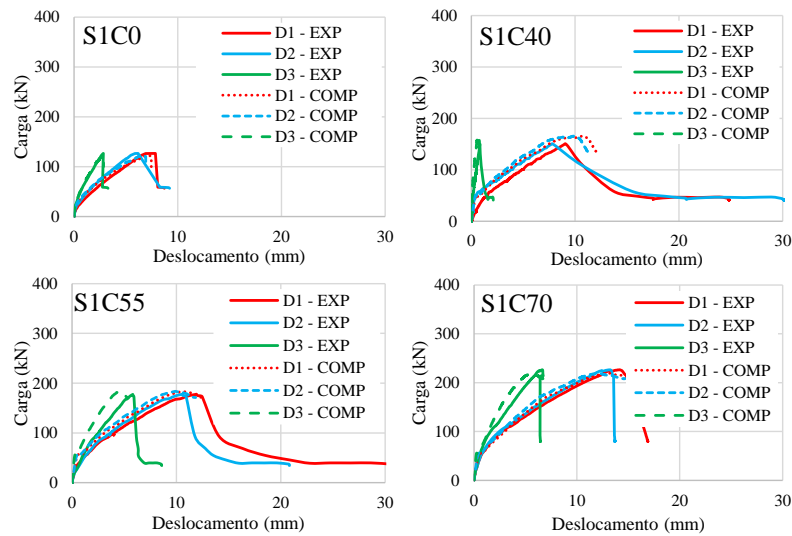 S1C0
400
300
200
100
0
Carga (kN)
0 10 20 30
Deslocamento (mm)
D1 - EXP
D2 - EXP
D3 - EXP
D1 - COMP
D2 - COMP
D3 - COMP
S1C40
400
300
200
100
0
Carga (kN)
0 10 20 30
Deslocamento (mm)
D1 - EXP
D2 - EXP
D3 - EXP
D1 - COMP
D2 - COMP
D3 - COMP
S1C55
400
300
200
100
0
Carga (kN)
0 10 20 30
Deslocamento (mm)
D1 - EXP
D2 - EXP
D3 - EXP
D1 - COMP
D2 - COMP
D3 - COMP
S1C70
400
300
200
100
0
Carga (kN)
0 10 20 30
Deslocamento (mm)
D1 - EXP
D2 - EXP
D3 - EXP
D1 - COMP
D2 - COMP
D3 - COMP